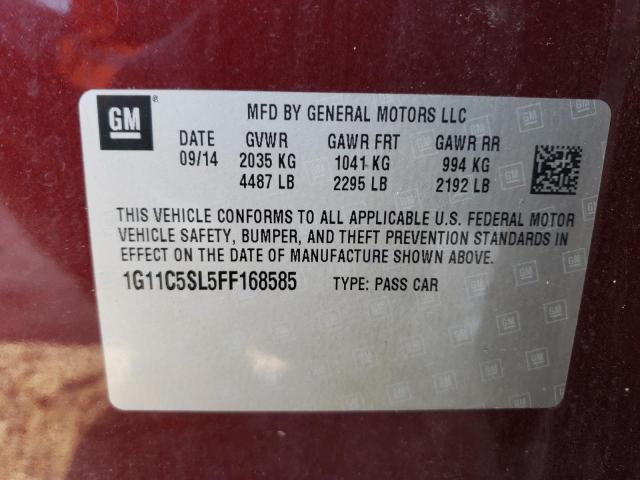 GM
®
MFD BY GENERAL MOTORS LLC
DATE GVWR GAWR FRT GAWR RR
09/14 2035 KG 1041 KG 994 KG
4487 LB 2295 LB 2192 LB
THIS VEHICLE CONFORMS TO ALL APPLICABLE U.S. FEDERAL MOTOR
VEHICLE SAFETY, BUMPER, AND THEFT PREVENTION STANDARDS IN
EFFECT ON THE DATE OF MANUFACTURE SHOWN ABOVE.
1G11C5SL5FF168585 TYPE: PASS CAR